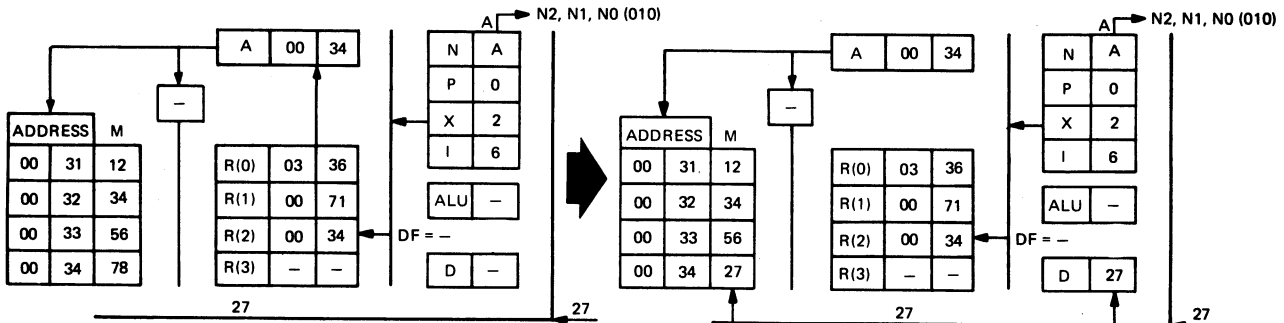 A → N2, N1, N0 (010)
A 00 34
N A
P 0
X 2
I 6
–
ADDRESS M
00 31 12
00 32 34
00 33 56
00 34 78
R(0) 03 36
R(1) 00 71
R(2) 00 34
R(3) – –
ALU –
DF = –
D –
27
27
A → N2, N1, N0 (010)
A 00 34
N A
P 0
X 2
I 6
–
ADDRESS M
00 31 12
00 32 34
00 33 56
00 34 27
R(0) 03 36
R(1) 00 71
R(2) 00 34
R(3) – –
ALU –
DF = –
D 27
27
27